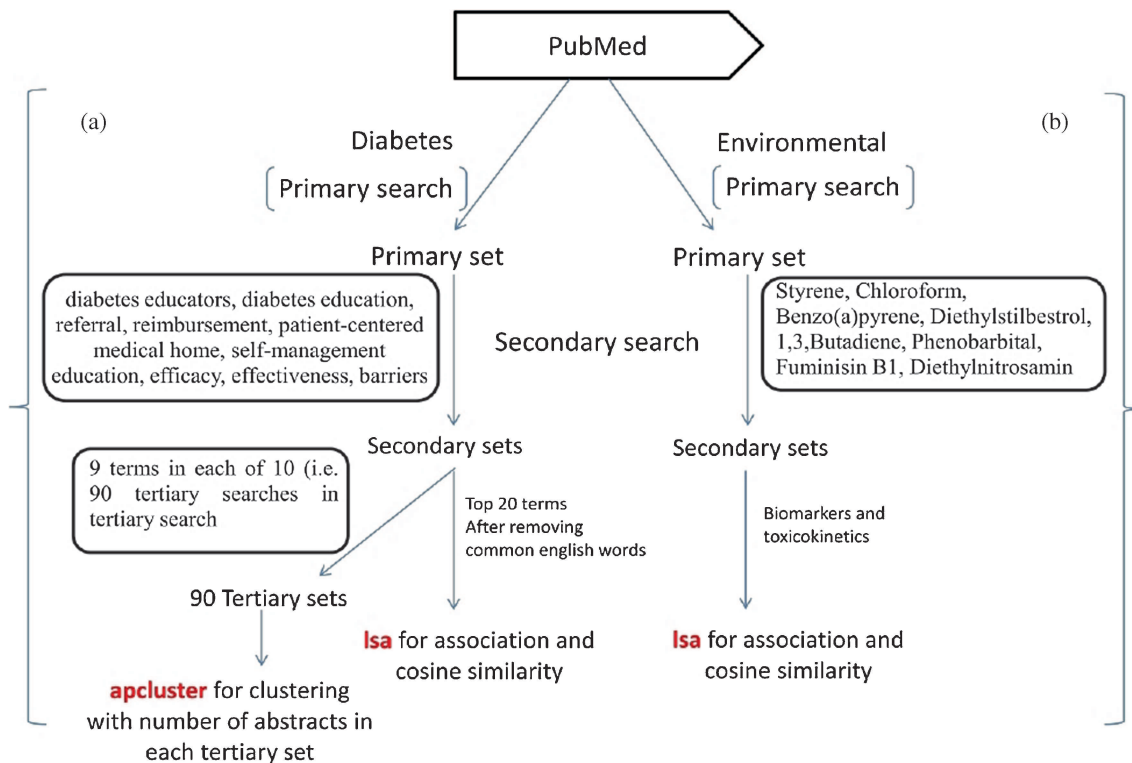 PubMed
(a)
(b)
Diabetes
[Primary search]
Environmental
[Primary search]
Primary set
Primary set
diabetes educators, diabetes education,
referral, reimbursement, patient-centered
medical home, self-management
education, efficacy, effectiveness, barriers
Secondary search
Styrene, Chloroform,
Benzo(a)pyrene, Diethylstilbestrol,
1,3,Butadiene, Phenobarbital,
Fuminisin B1, Diethylnitrosamin
Secondary sets
Secondary sets
9 terms in each of 10 (i.e.
90 tertiary searches in
tertiary search
Top 20 terms
After removing
common english words
Biomarkers and
toxicokinetics
90 Tertiary sets
lsa for association and
cosine similarity
lsa for association and
cosine similarity
apcluster for clustering
with number of abstracts in
each tertiary set